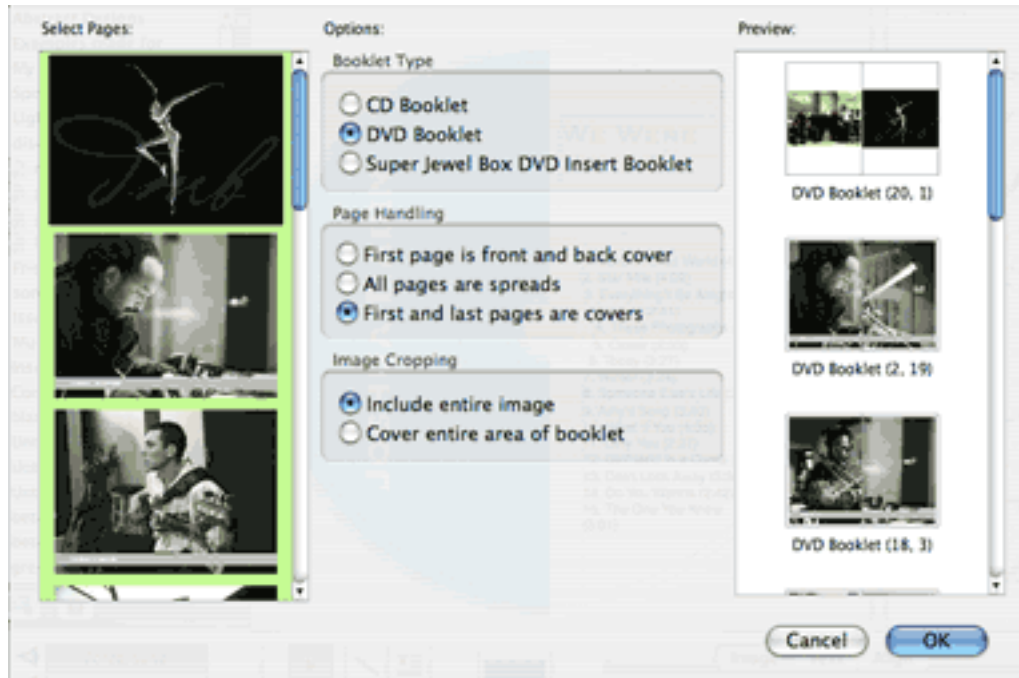 Select Pages:
Options:
Booklet Type
CD Booklet
DVD Booklet
Super Jewel Box DVD Insert Booklet
Page Handling
First page is front and back cover
All pages are spreads
First and last pages are covers
Image Cropping
Include entire image
Cover entire area of booklet
Preview:
DVD Booklet (20, 1)
DVD Booklet (2, 19)
DVD Booklet (18, 3)
Cancel
OK
WE WERE